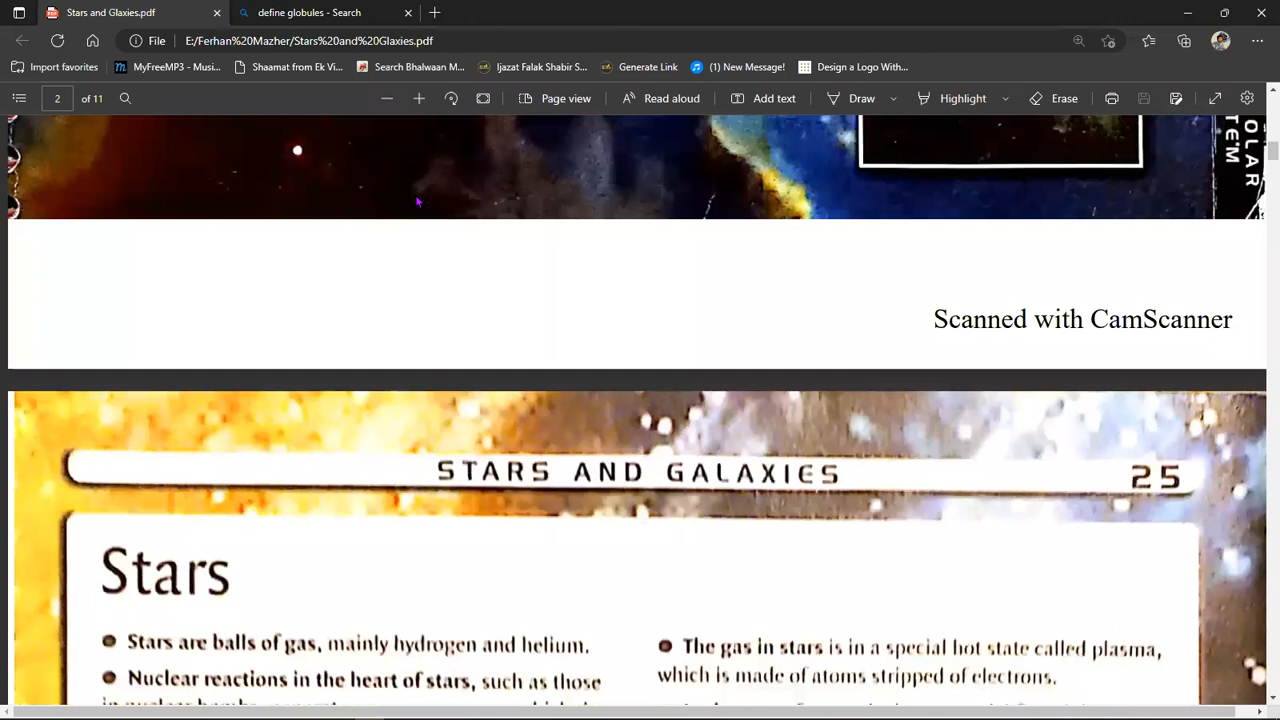 Stars and Glaxies.pdf
define globules - Search
File
E:/Ferhan%20Mazher/Stars%20and%20Glaxies.pdf
Import favorites
MyFreeMP3 - Musi...
Shaamat from Ek Vi...
Search Bhalwaan M...
Ijazat Falak Shabir S...
Generate Link
(1) New Message!
Design a Logo With...
2 of 11
Page view
Read aloud
Add text
Draw
Highlight
Erase
OLAR
TEM
Scanned with CamScanner
STARS AND GALAXIES 25
Stars
Stars are balls of gas, mainly hydrogen and helium.
Nuclear reactions in the heart of stars, such as those
The gas in stars is in a special hot state called plasma,
which is made of atoms stripped of electrons.